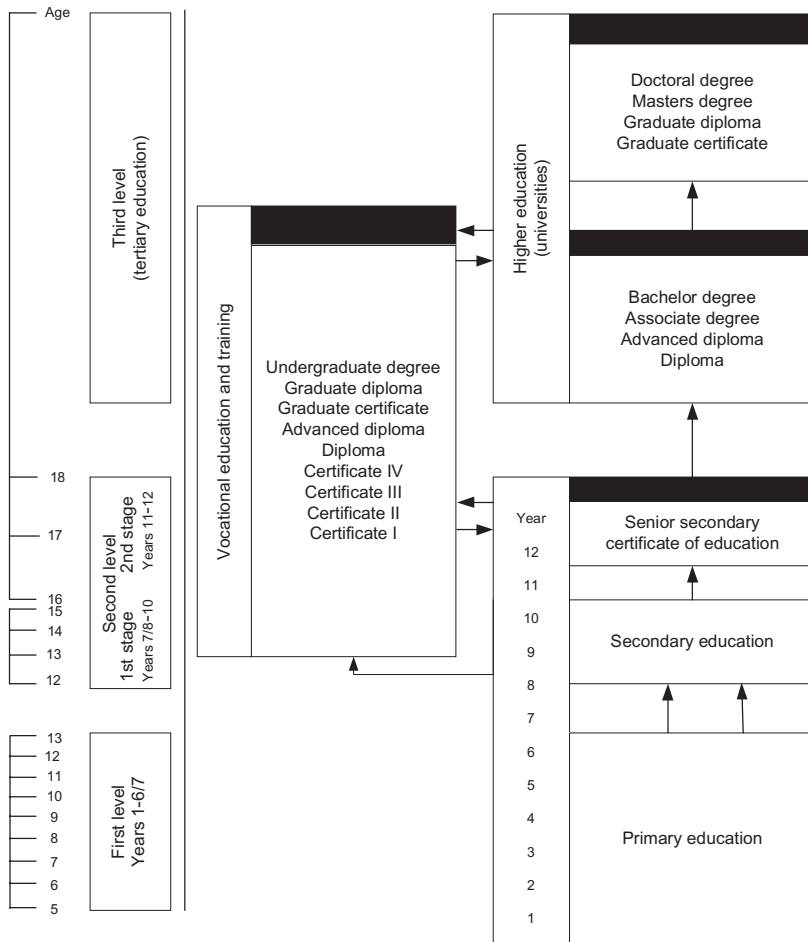 Age
18
17
16
15
14
13
12
13
12
11
10
9
8
7
6
5
Third level
(tertiary education)
Second level
1st stage 2nd stage
Years 7/8–10 Years 11–12
First level
Years 1-6/7
Vocational education and training
Undergraduate degree
Graduate diploma
Graduate certificate
Advanced diploma
Diploma
Certificate IV
Certificate III
Certificate II
Certificate I
Higher education
(universities)
Doctoral degree
Masters degree
Graduate diploma
Graduate certificate
Bachelor degree
Associate degree
Advanced diploma
Diploma
Year
12
11
10
9
8
7
6
5
4
3
2
1
Senior secondary
certificate of education
Secondary education
Primary education